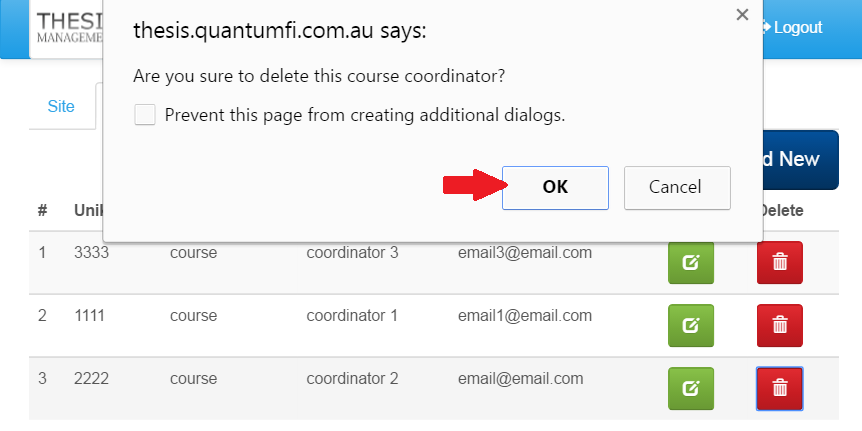 THESI
MANAGEME
Logout
thesis.quantumfi.com.au says:
Are you sure to delete this course coordinator?
Prevent this page from creating additional dialogs.
OK
Cancel
Site
d New
# Unik Delete
1 3333 course coordinator 3 email3@email.com
2 1111 course coordinator 1 email1@email.com
3 2222 course coordinator 2 email@email.com